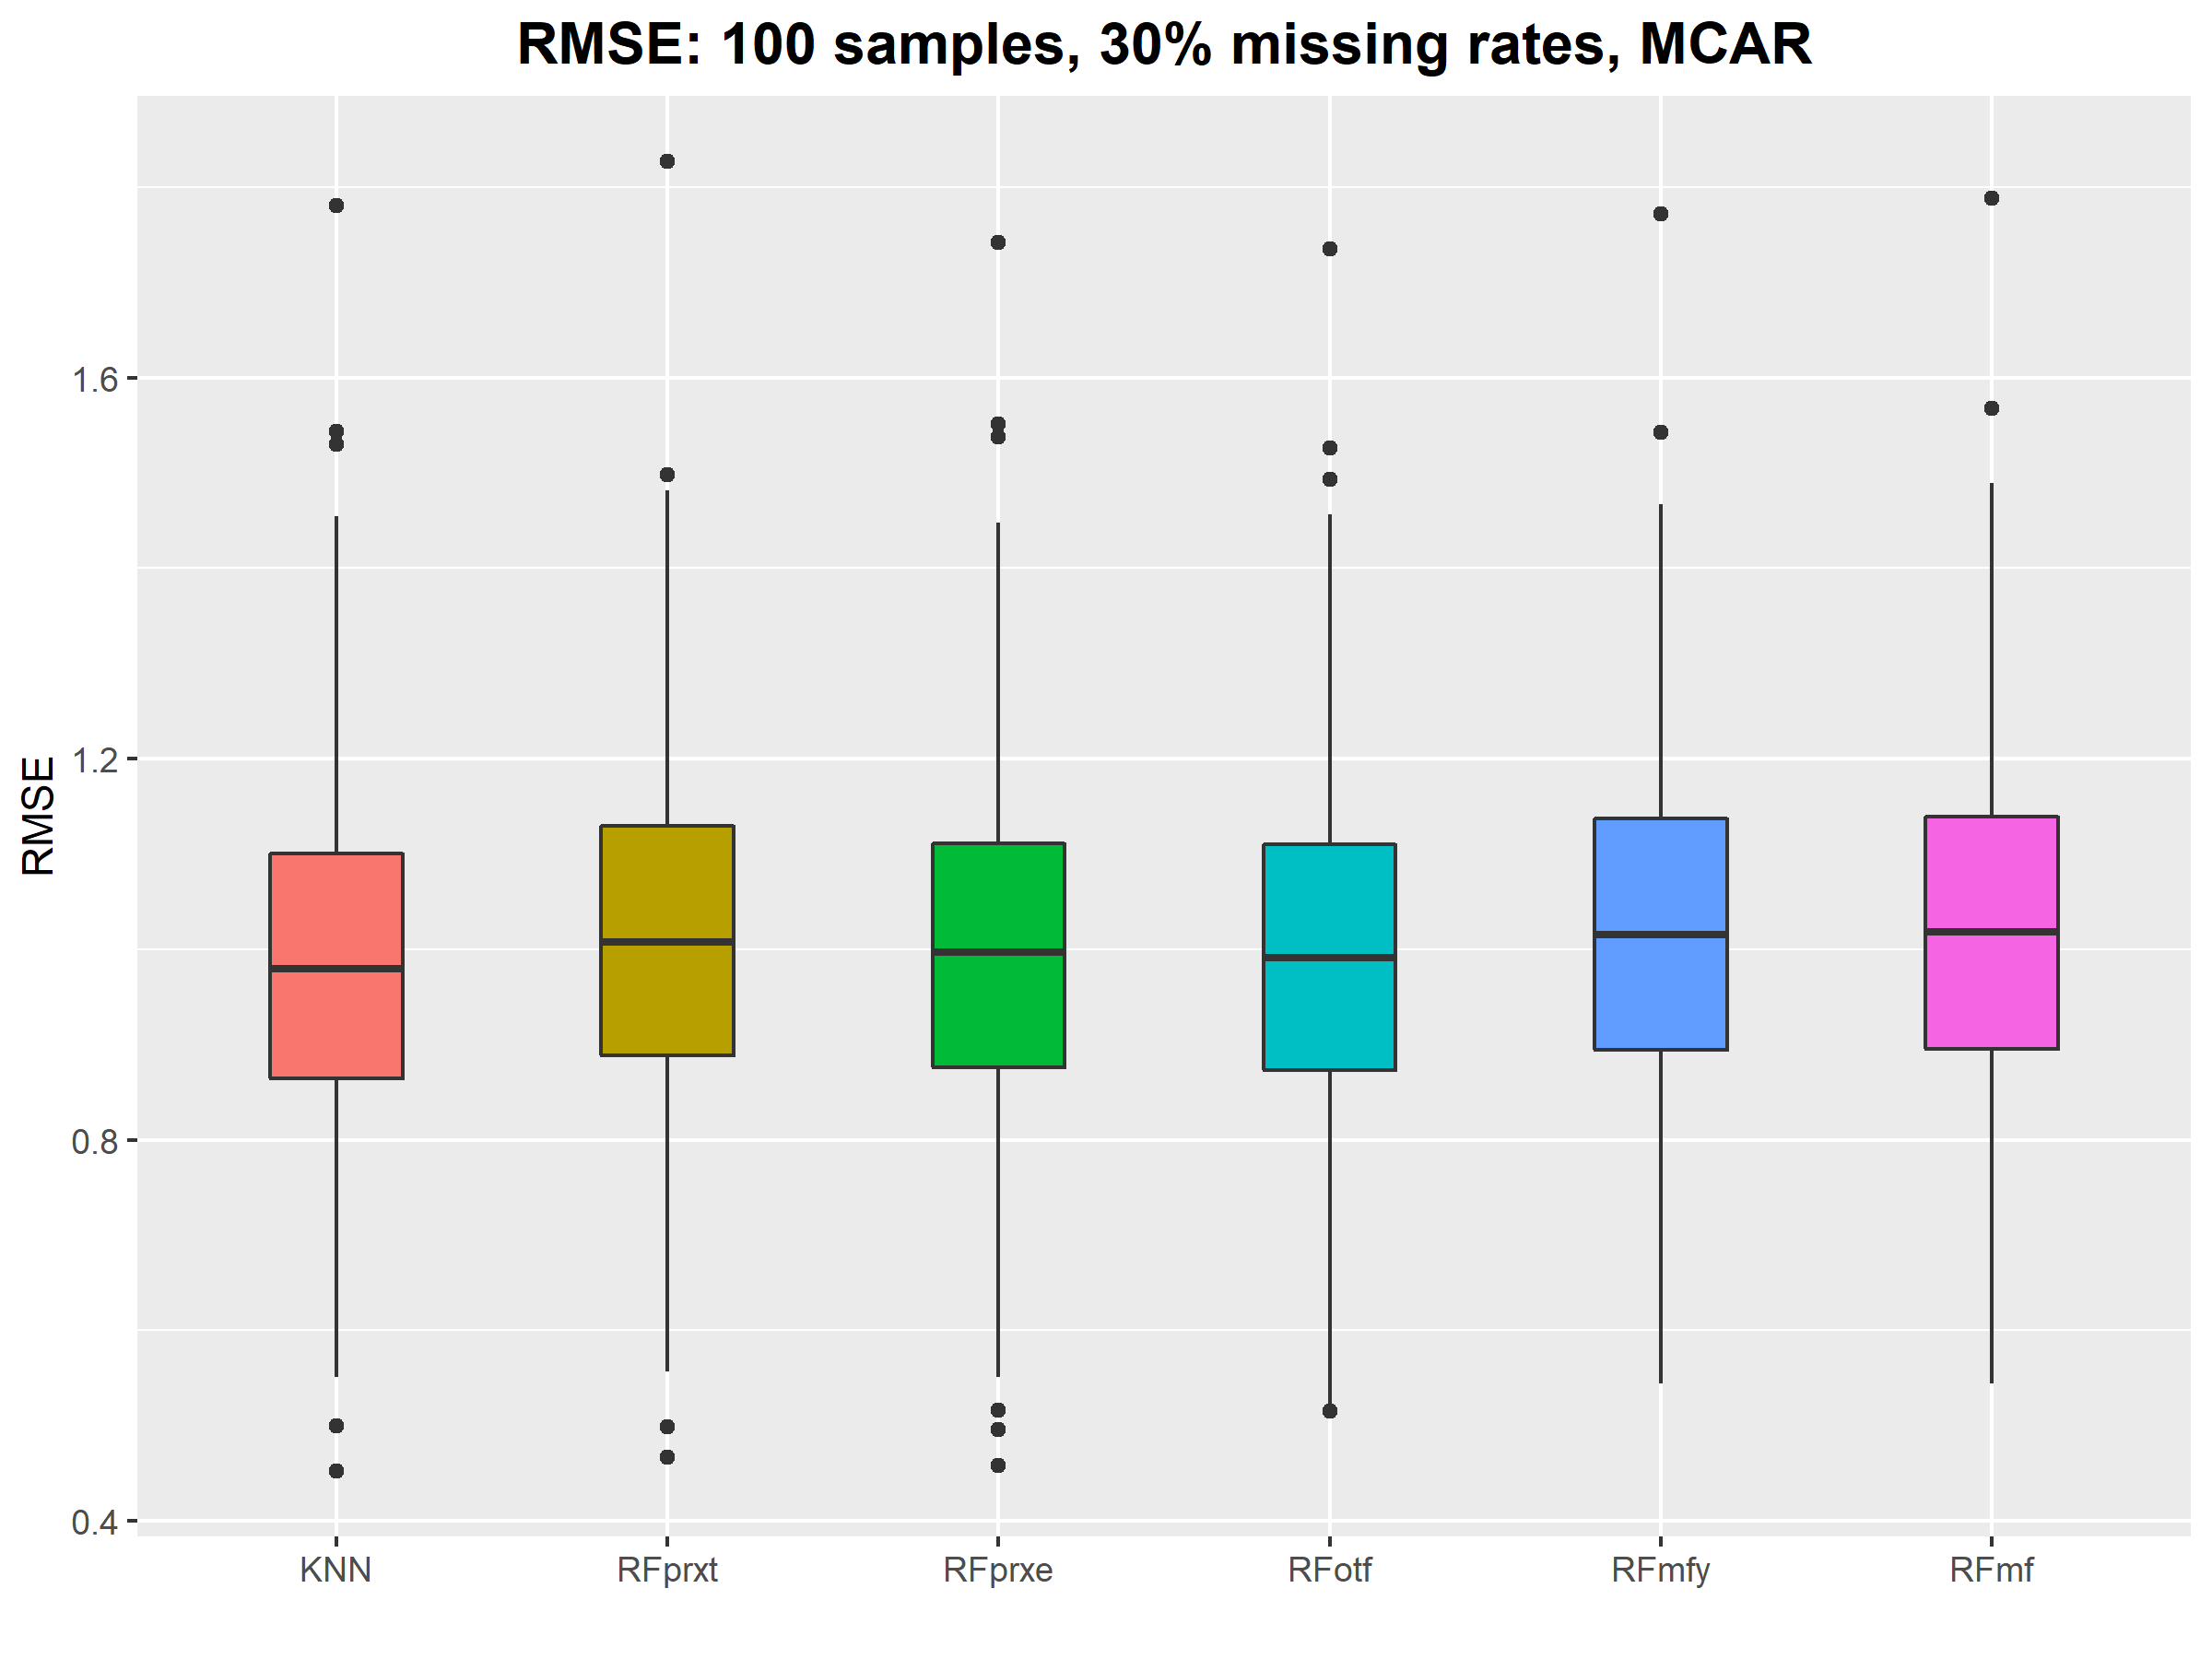 RMSE: 100 samples, 30% missing rates, MCAR
RMSE
1.6
1.2
0.8
0.4
KNN RFprxt RFprxe RFotf RFmfy RFmf